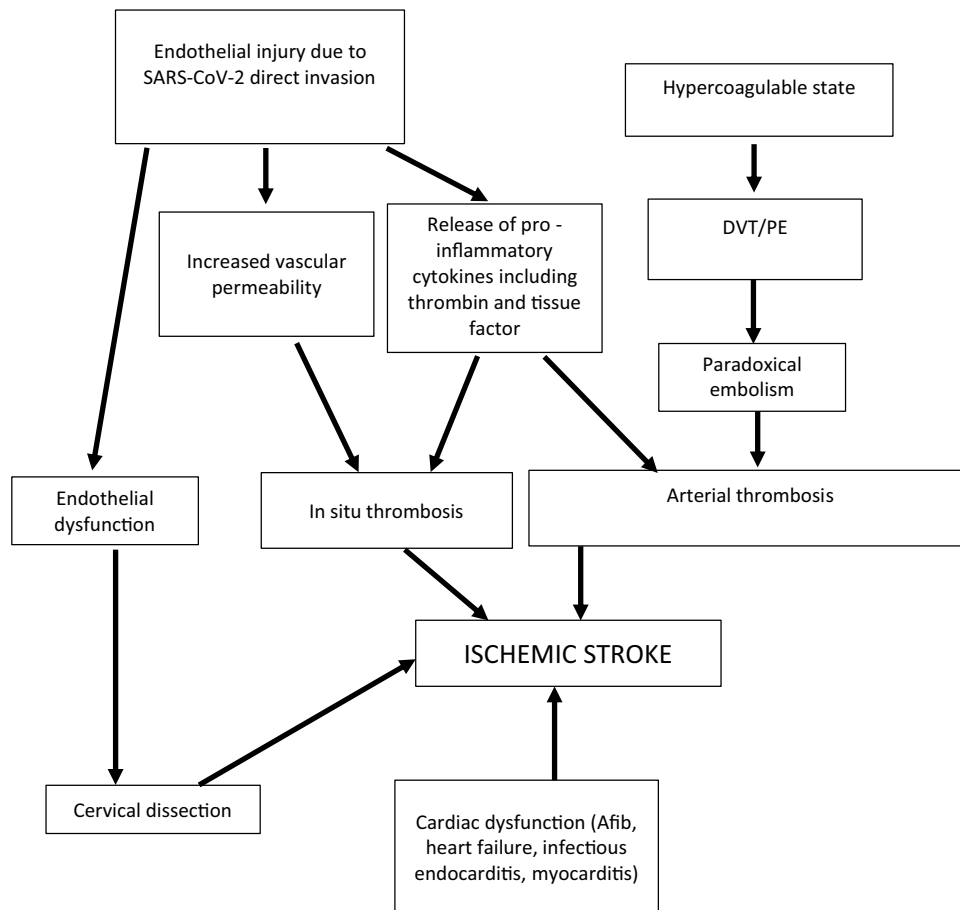 Endothelial injury due to
SARS-CoV-2 direct invasion
Hypercoagulable state
Increased vascular
permeability
Release of pro -
inflammatory
cytokines including
thrombin and tissue
factor
DVT/PE
Paradoxical
embolism
Endothelial
dysfunction
In situ thrombosis
Arterial thrombosis
ISCHEMIC STROKE
Cervical dissection
Cardiac dysfunction (Afib,
heart failure, infectious
endocarditis, myocarditis)